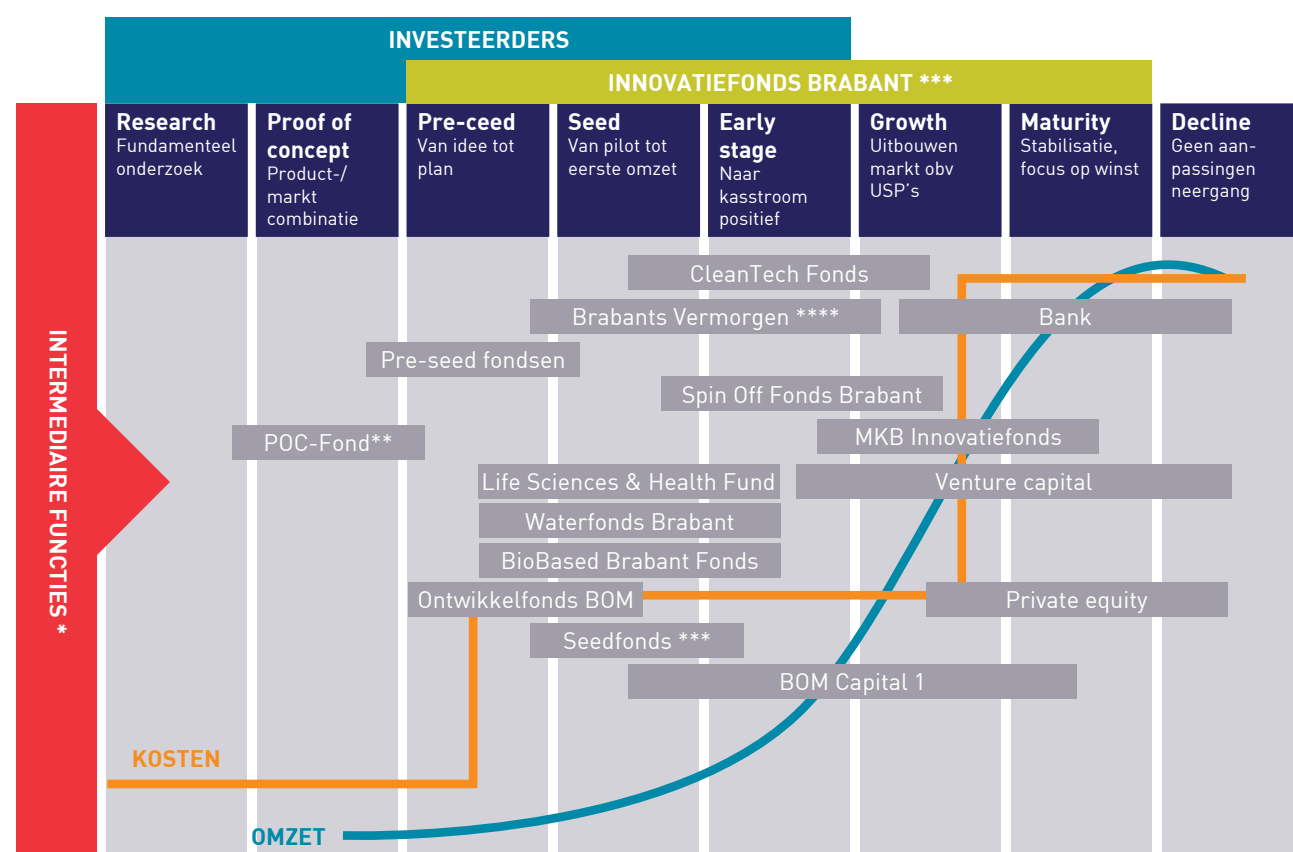 INVESTEERDERS
INNOVATIEFONDS BRABANT ***
INTERMEDIAIRE FUNCTIES *
Research
Fundamenteel
onderzoek
Proof of
concept
Product-/
markt
combinatie
Pre-ceed
Van idee tot
plan
Seed
Van pilot tot
eerste omzet
Early
stage
Naar
kasstroom
positief
Growth
Uitbouwen
markt obv
USP's
Maturity
Stabilisatie,
focus op winst
Decline
Geen aan-
passingen
neergang
CleanTech Fonds
Brabants Vermorgen ****
Bank
Pre-seed fondsen
Spin Off Fonds Brabant
POC-Fond**
MKB Innovatiefonds
Life Sciences & Health Fund
Venture capital
Waterfonds Brabant
BioBased Brabant Fonds
Ontwikkelfonds BOM
Private equity
Seedfonds ***
BOM Capital 1
KOSTEN
OMZET